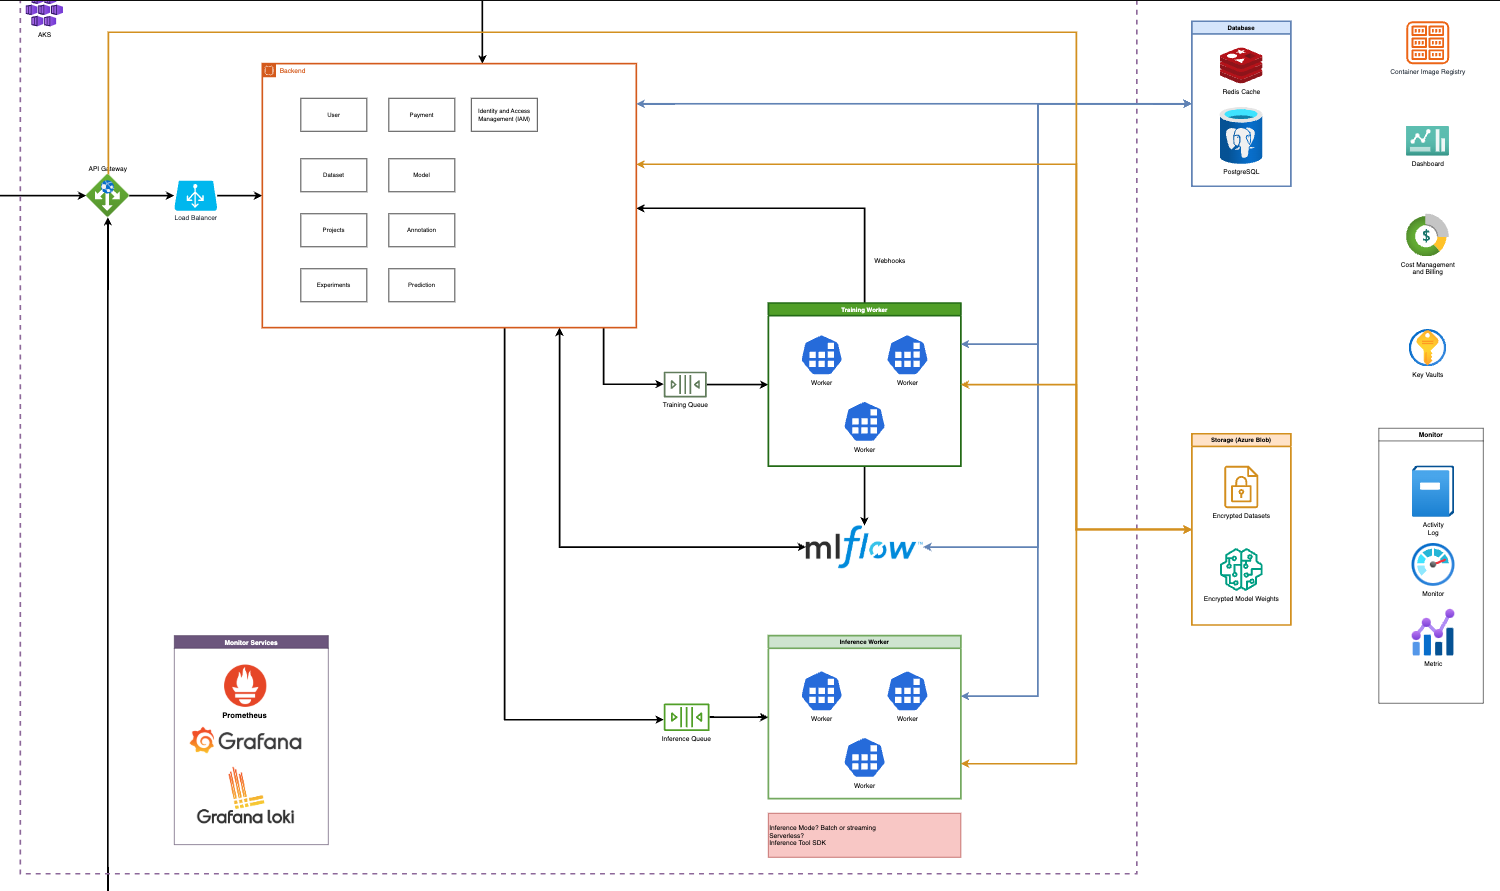 AKS
Backend
User
Payment
Identity and Access
Management (IAM)
Dataset
Model
Projects
Annotation
Experiments
Prediction
API Gateway
Load Balancer
Webhooks
Training Worker
Worker
Worker
Worker
Training Queue
mlflow™
Inference Worker
Worker
Worker
Worker
Inference Queue
Inference Mode? Batch or streaming
Serverless?
Inference Tool SDK
Monitor Services
Prometheus
Grafana
Grafana loki
Database
Redis Cache
PostgreSQL
Storage (Azure Blob)
Encrypted Datasets
Encrypted Model Weights
Container Image Registry
Dashboard
$
Cost Management
and Billing
Key Vaults
Monitor
Activity
Log
Monitor
Metric